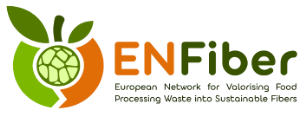 ENFiber
European Network for Valorising Food
Processing Waste into Sustainable Fibers